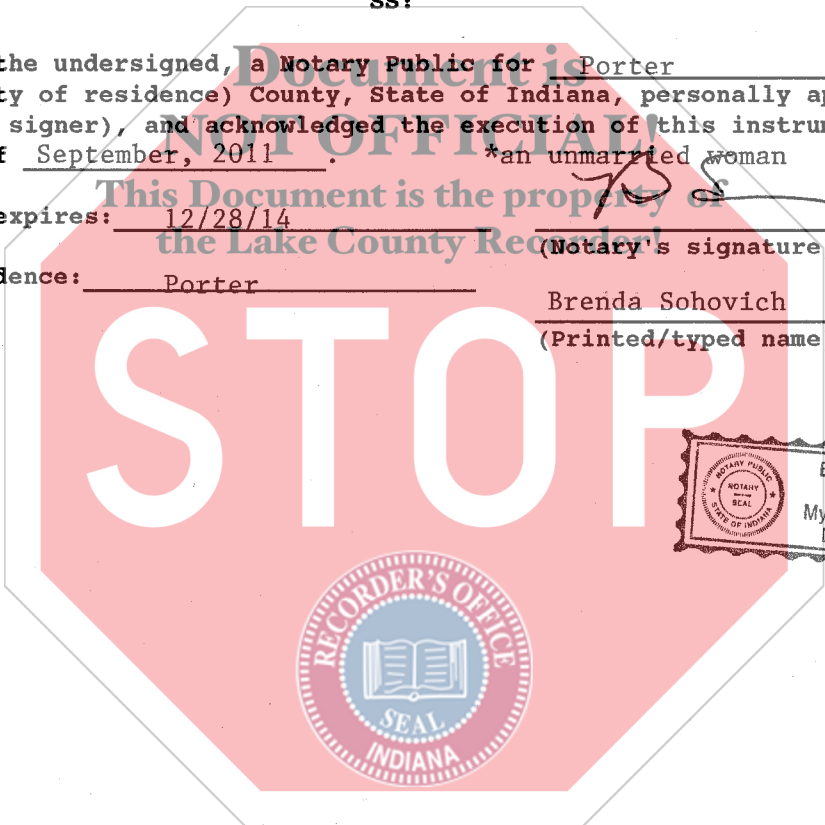 ss:
the undersigned, a Notary Public for Porter
ty of residence) County, State of Indiana, personally ap
signer), and acknowledged the execution of this instrum
f September, 2011. *an unmarried woman
expires: 12/28/14
(Notary's signature
dence: Porter
Brenda Sohovich
(Printed/typed name
Document is
NOT OFFICIAL!
This Document is the property of
the Lake County Recorder!
STOP
NOTARY PUBLIC
NOTARY
SEAL
STATE OF INDIANA
My
RECORDER'S OFFICE
SEAL
INDIANA